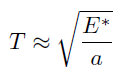 T ≈ √(E*/a)